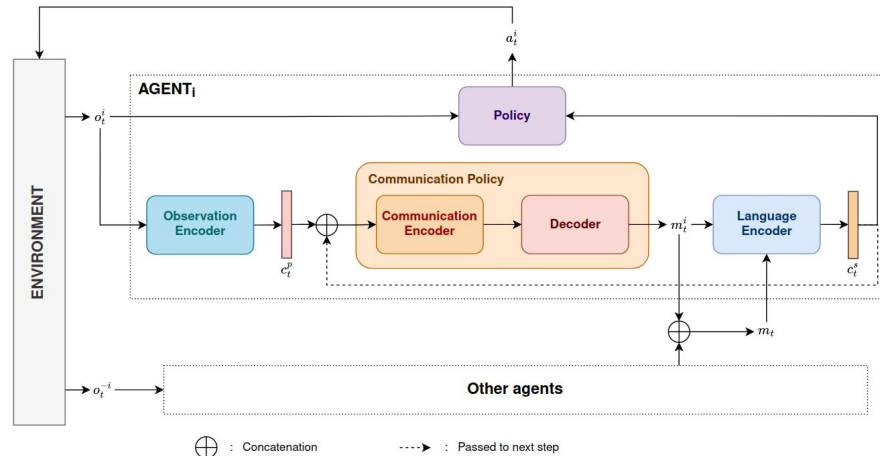 a_t^i
AGENT_i
Policy
o_t^i
ENVIRONMENT
Communication Policy
Observation
Encoder
Communication
Encoder
Decoder
m_t^i
Language
Encoder
c_t^p
c_t^s
m_t
o_t^{-i}
Other agents
: Concatenation
: Passed to next step